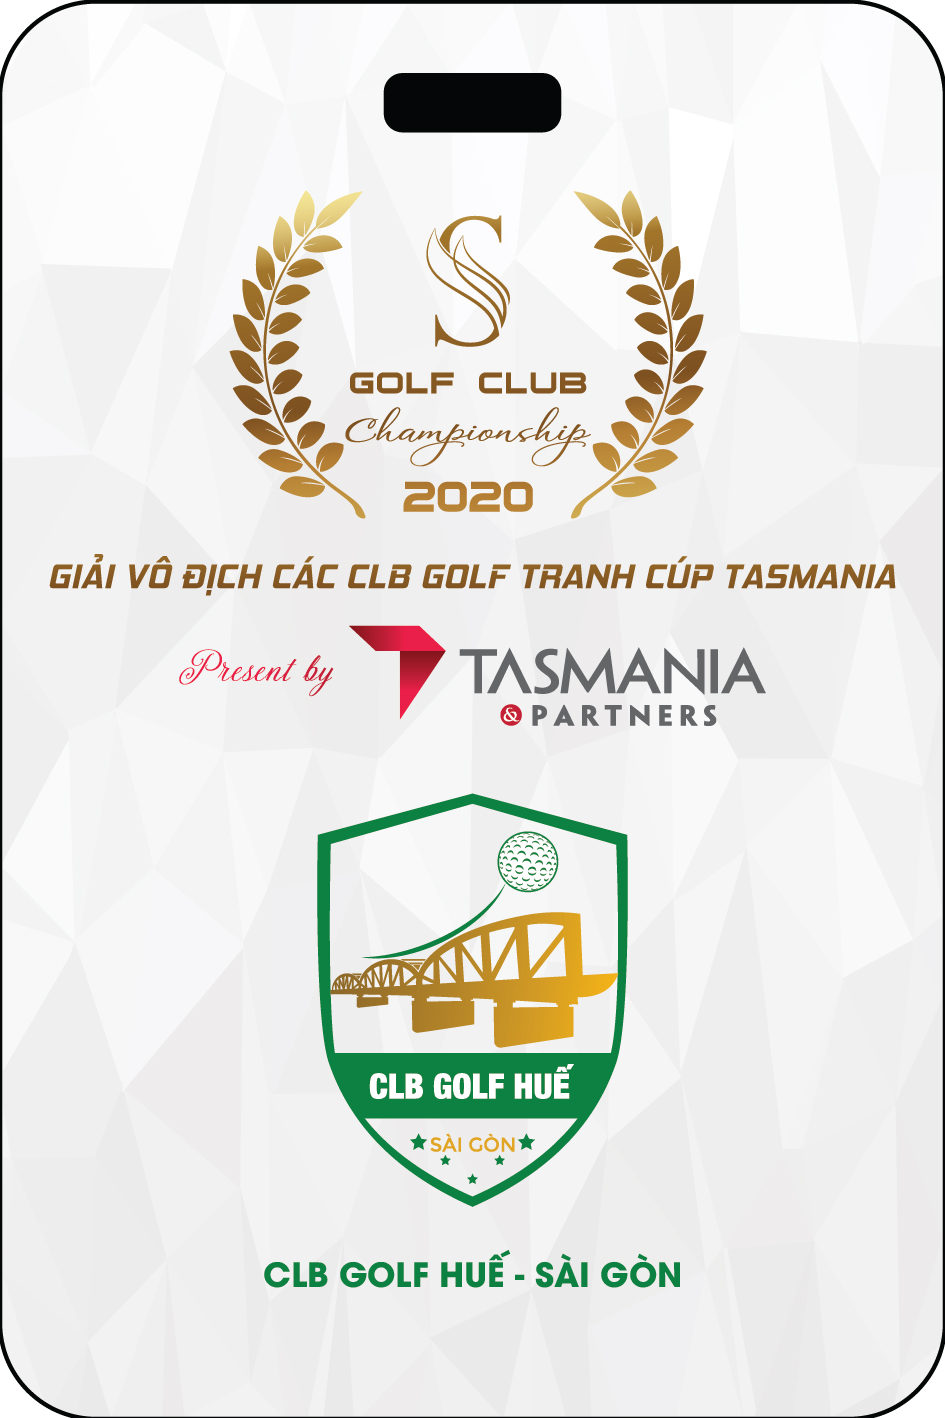 S
GOLF CLUB
Championship
2020
GIẢI VÔ ĐỊCH CÁC CLB GOLF TRANH CÚP TASMANIA
Present by
TASMANIA
& PARTNERS
CLB GOLF HUẾ
SÀI GÒN
CLB GOLF HUẾ - SÀI GÒN